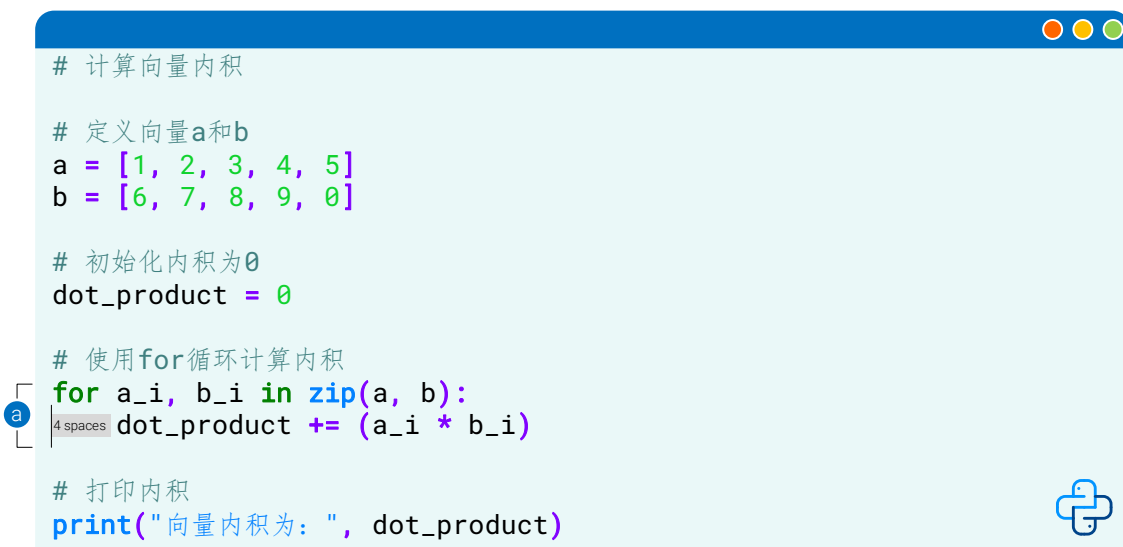 # 计算向量内积
# 定义向量a和b
a = [1, 2, 3, 4, 5]
b = [6, 7, 8, 9, 0]
# 初始化内积为0
dot_product = 0
# 使用for循环计算内积
for a_i, b_i in zip(a, b):
a
4 spaces dot_product += (a_i * b_i)
# 打印内积
print("向量内积为: ", dot_product)